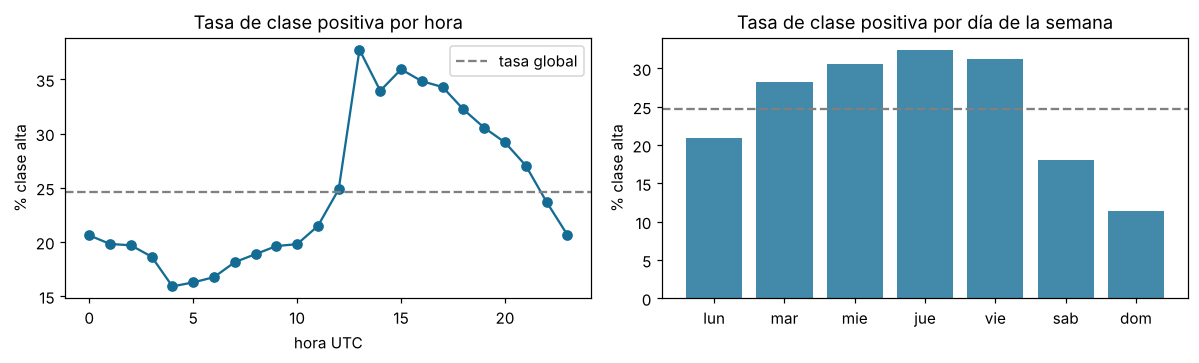 Tasa de clase positiva por hora
tasa global
% clase alta
35
30
25
20
15
0 5 10 15 20
hora UTC
Tasa de clase positiva por día de la semana
% clase alta
30
25
20
15
10
5
0
lun mar mie jue vie sab dom